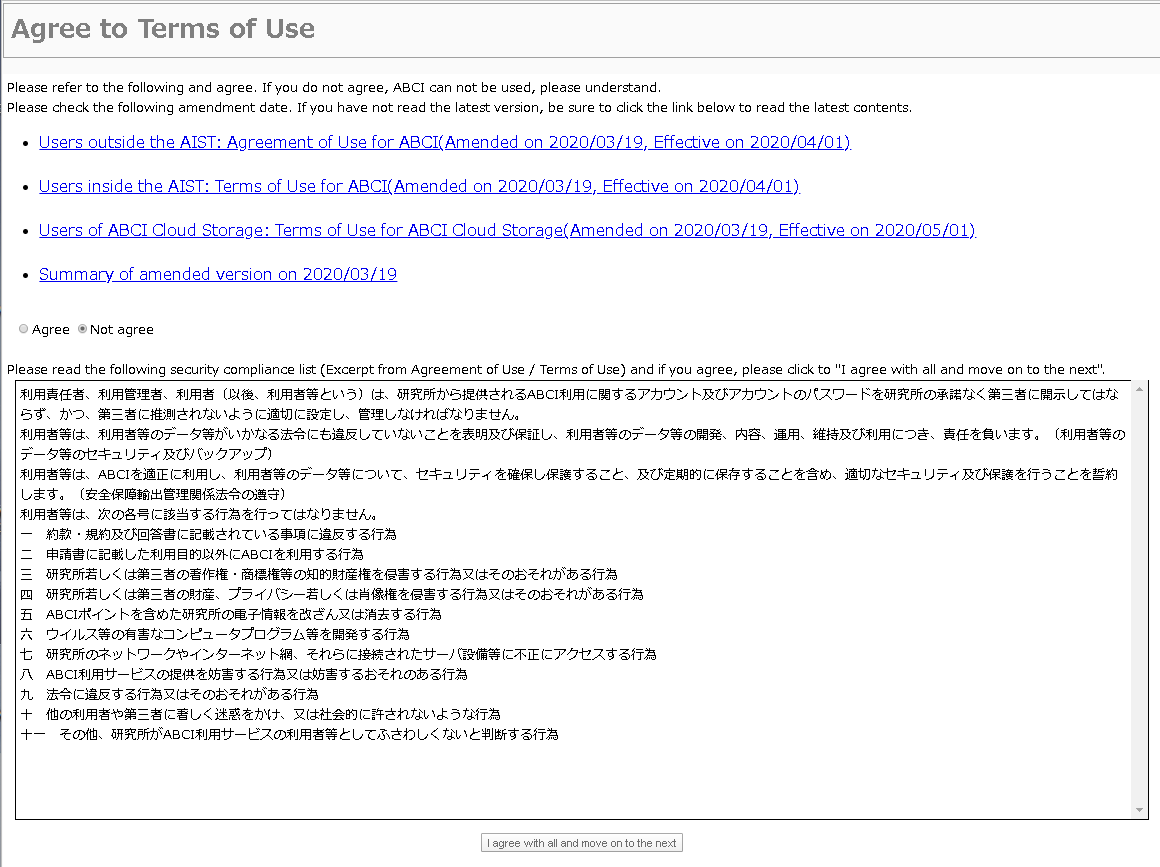 Agree to Terms of Use
Please refer to the following and agree. If you do not agree, ABCI can not be used, please understand.
Please check the following amendment date. If you have not read the latest version, be sure to click the link below to read the latest contents.
• Users outside the AIST: Agreement of Use for ABCI(Amended on 2020/03/19, Effective on 2020/04/01)
• Users inside the AIST: Terms of Use for ABCI(Amended on 2020/03/19, Effective on 2020/04/01)
• Users of ABCI Cloud Storage: Terms of Use for ABCI Cloud Storage(Amended on 2020/03/19, Effective on 2020/05/01)
• Summary of amended version on 2020/03/19
Agree Not agree
Please read the following security compliance list (Excerpt from Agreement of Use / Terms of Use) and if you agree, please click to "I agree with all and move on to the next".
利用責任者、利用管理者、利用者（以後、利用者等という）は、研究所から提供されるABCI利用に関するアカウント及びアカウントのパスワードを研究所の承諾なく第三者に開示してはな
らず、かつ、第三者に推測されないように適切に設定し、管理しなければなりません。
利用者等は、利用者等のデータ等がいかなる法令にも違反していないことを表明及び保証し、利用者等のデータ等の開発、内容、運用、維持及び利用につき、責任を負います。（利用者等の
データ等のセキュリティ及びバックアップ）
利用者等は、ABCIを適正に利用し、利用者等のデータ等について、セキュリティを確保し保護すること、及び定期的に保存することを含め、適切なセキュリティ及び保護を行うことを誓約
します。（安全保障輸出管理関係法令の遵守）
利用者等は、次の各号に該当する行為を行ってはなりません。
一　約款・規約及び回答書に記載されている事項に違反する行為
二　申請書に記載した利用目的以外にABCIを利用する行為
三　研究所若しくは第三者の著作権・商標権等の知的財産権を侵害する行為又はそのおそれがある行為
四　研究所若しくは第三者の財産、プライバシー若しくは肖像権を侵害する行為又はそのおそれがある行為
五　ABCIポイントを含めた研究所の電子情報を改ざん又は消去する行為
六　ウイルス等の有害なコンピュータプログラム等を開発する行為
七　研究所のネットワークやインターネット網、それらに接続されたサーバ設備等に不正にアクセスする行為
八　ABCI利用サービスの提供を妨害する行為又は妨害するおそれのある行為
九　法令に違反する行為又はそのおそれがある行為
十　他の利用者や第三者に著しく迷惑をかけ、又は社会的に許されないような行為
十一　その他、研究所がABCI利用サービスの利用者等としてふさわしくないと判断する行為
I agree with all and move on to the next